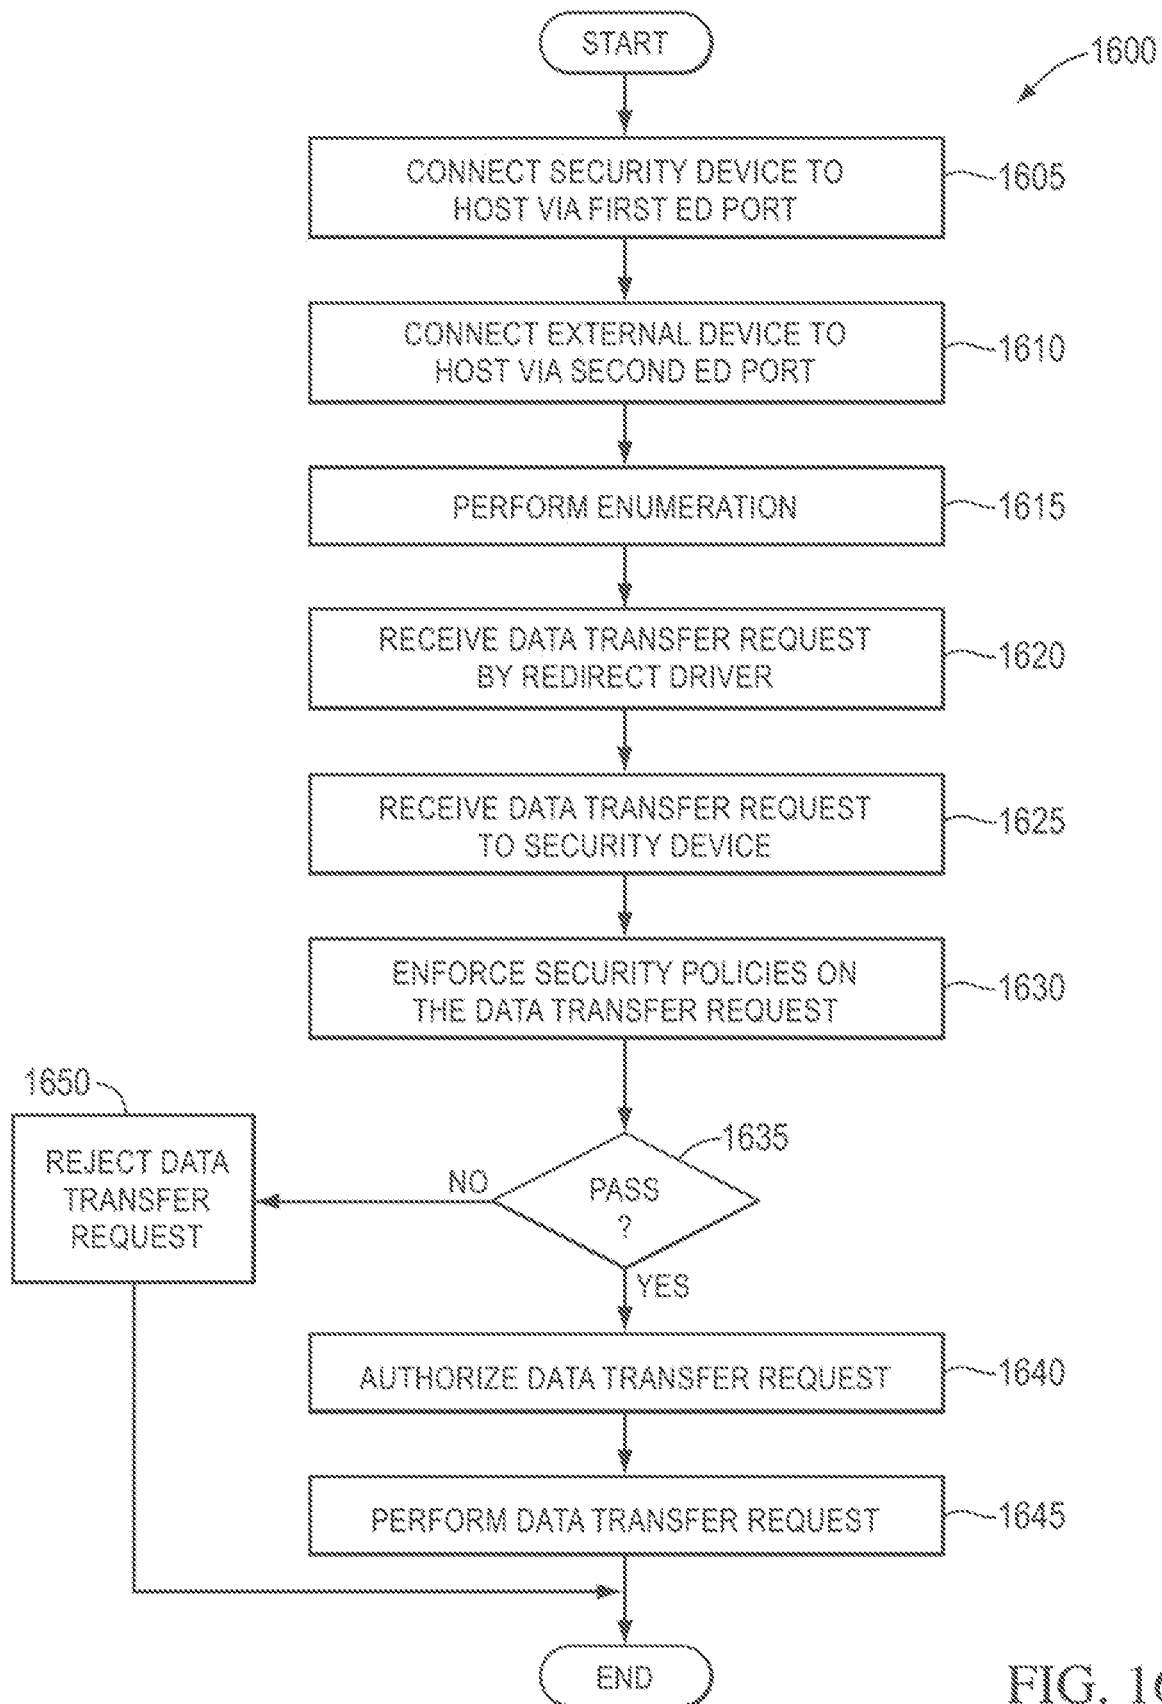 START
1600
CONNECT SECURITY DEVICE TO
HOST VIA FIRST ED PORT
1605
CONNECT EXTERNAL DEVICE TO
HOST VIA SECOND ED PORT
1610
PERFORM ENUMERATION
1615
RECEIVE DATA TRANSFER REQUEST
BY REDIRECT DRIVER
1620
RECEIVE DATA TRANSFER REQUEST
TO SECURITY DEVICE
1625
ENFORCE SECURITY POLICIES ON
THE DATA TRANSFER REQUEST
1630
1650
REJECT DATA
TRANSFER
REQUEST
NO
PASS
?
1635
YES
AUTHORIZE DATA TRANSFER REQUEST
1640
PERFORM DATA TRANSFER REQUEST
1645
END
FIG. 16